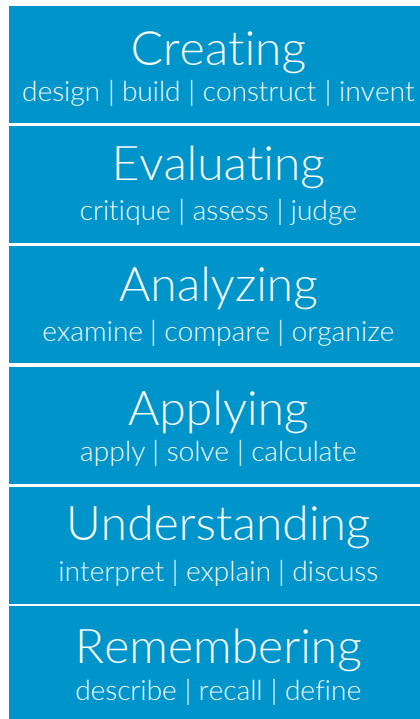 Creating
design | build | construct | invent
Evaluating
critique | assess | judge
Analyzing
examine | compare | organize
Applying
apply | solve | calculate
Understanding
interpret | explain | discuss
Remembering
describe | recall | define